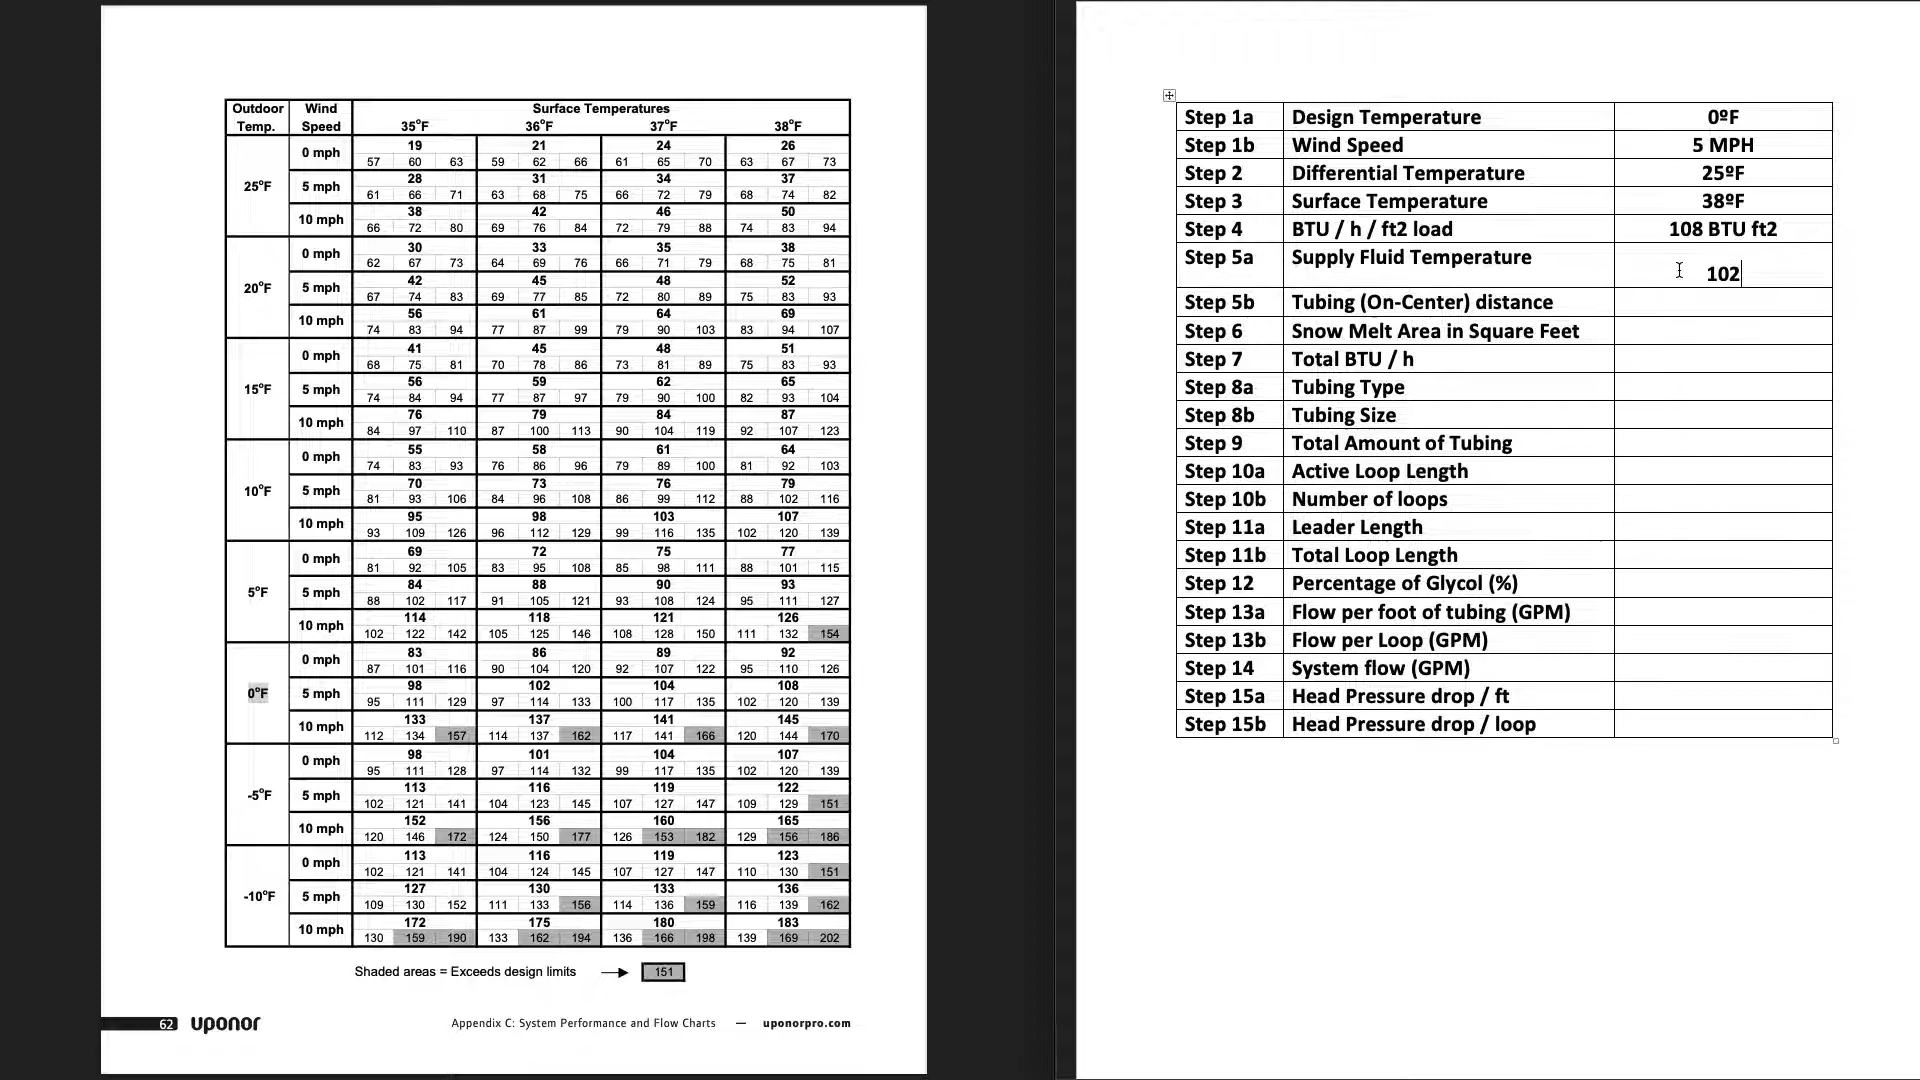 Outdoor Wind Surface Temperatures
Temp. Speed 35°F 36°F 37°F 38°F
25°F
0 mph 19 21 24 26
57 60 63 59 62 66 61 65 70 63 67 73
5 mph 28 31 34 37
61 66 71 63 68 75 66 72 79 68 74 82
10 mph 38 42 46 50
66 72 80 69 76 84 72 79 88 74 83 94
20°F
0 mph 30 33 35 38
62 67 73 64 69 76 66 71 79 68 75 81
5 mph 42 45 48 52
67 74 83 69 77 85 72 80 89 75 83 93
10 mph 56 61 64 69
74 83 94 77 87 99 79 90 103 83 94 107
15°F
0 mph 41 45 48 51
68 75 81 70 78 86 73 81 89 75 83 93
5 mph 56 59 62 65
74 84 94 77 87 97 79 90 100 82 93 104
10 mph 76 79 84 87
84 97 110 87 100 113 90 104 119 92 107 123
10°F
0 mph 55 58 61 64
74 83 93 76 86 96 79 89 100 81 92 103
5 mph 70 73 76 79
81 93 106 84 96 108 86 99 112 88 102 116
10 mph 95 98 103 107
93 109 126 96 112 129 99 116 135 102 120 139
5°F
0 mph 69 72 75 77
81 92 105 83 95 108 85 98 111 88 101 115
5 mph 84 88 90 93
88 102 117 91 105 121 93 108 124 95 111 127
10 mph 114 118 121 126
102 122 142 105 125 146 108 128 150 111 132 154
0°F
0 mph 83 86 89 92
87 101 116 90 104 120 92 107 122 95 110 126
5 mph 98 102 104 108
95 111 129 97 114 133 100 117 135 102 120 139
10 mph 133 137 141 145
112 134 157 114 137 162 117 141 166 120 144 170
-5°F
0 mph 98 101 104 107
95 111 128 97 114 132 99 117 135 102 120 139
5 mph 113 116 119 122
102 121 141 104 123 145 107 127 147 109 129 151
10 mph 152 156 160 165
120 146 172 124 150 177 126 153 182 129 156 186
-10°F
0 mph 113 116 119 123
102 121 141 104 124 145 107 127 147 110 130 151
5 mph 127 130 133 136
109 130 152 111 133 156 114 136 159 116 139 162
10 mph 172 175 180 183
130 159 190 133 162 194 136 166 198 139 169 202
Shaded areas = Exceeds design limits → 151
62 uponor Appendix C: System Performance and Flow Charts — uponorpro.com
Step 1a Design Temperature 0ºF
Step 1b Wind Speed 5 MPH
Step 2 Differential Temperature 25ºF
Step 3 Surface Temperature 38ºF
Step 4 BTU / h / ft2 load 108 BTU ft2
Step 5a Supply Fluid Temperature 102
Step 5b Tubing (On-Center) distance
Step 6 Snow Melt Area in Square Feet
Step 7 Total BTU / h
Step 8a Tubing Type
Step 8b Tubing Size
Step 9 Total Amount of Tubing
Step 10a Active Loop Length
Step 10b Number of loops
Step 11a Leader Length
Step 11b Total Loop Length
Step 12 Percentage of Glycol (%)
Step 13a Flow per foot of tubing (GPM)
Step 13b Flow per Loop (GPM)
Step 14 System flow (GPM)
Step 15a Head Pressure drop / ft
Step 15b Head Pressure drop / loop